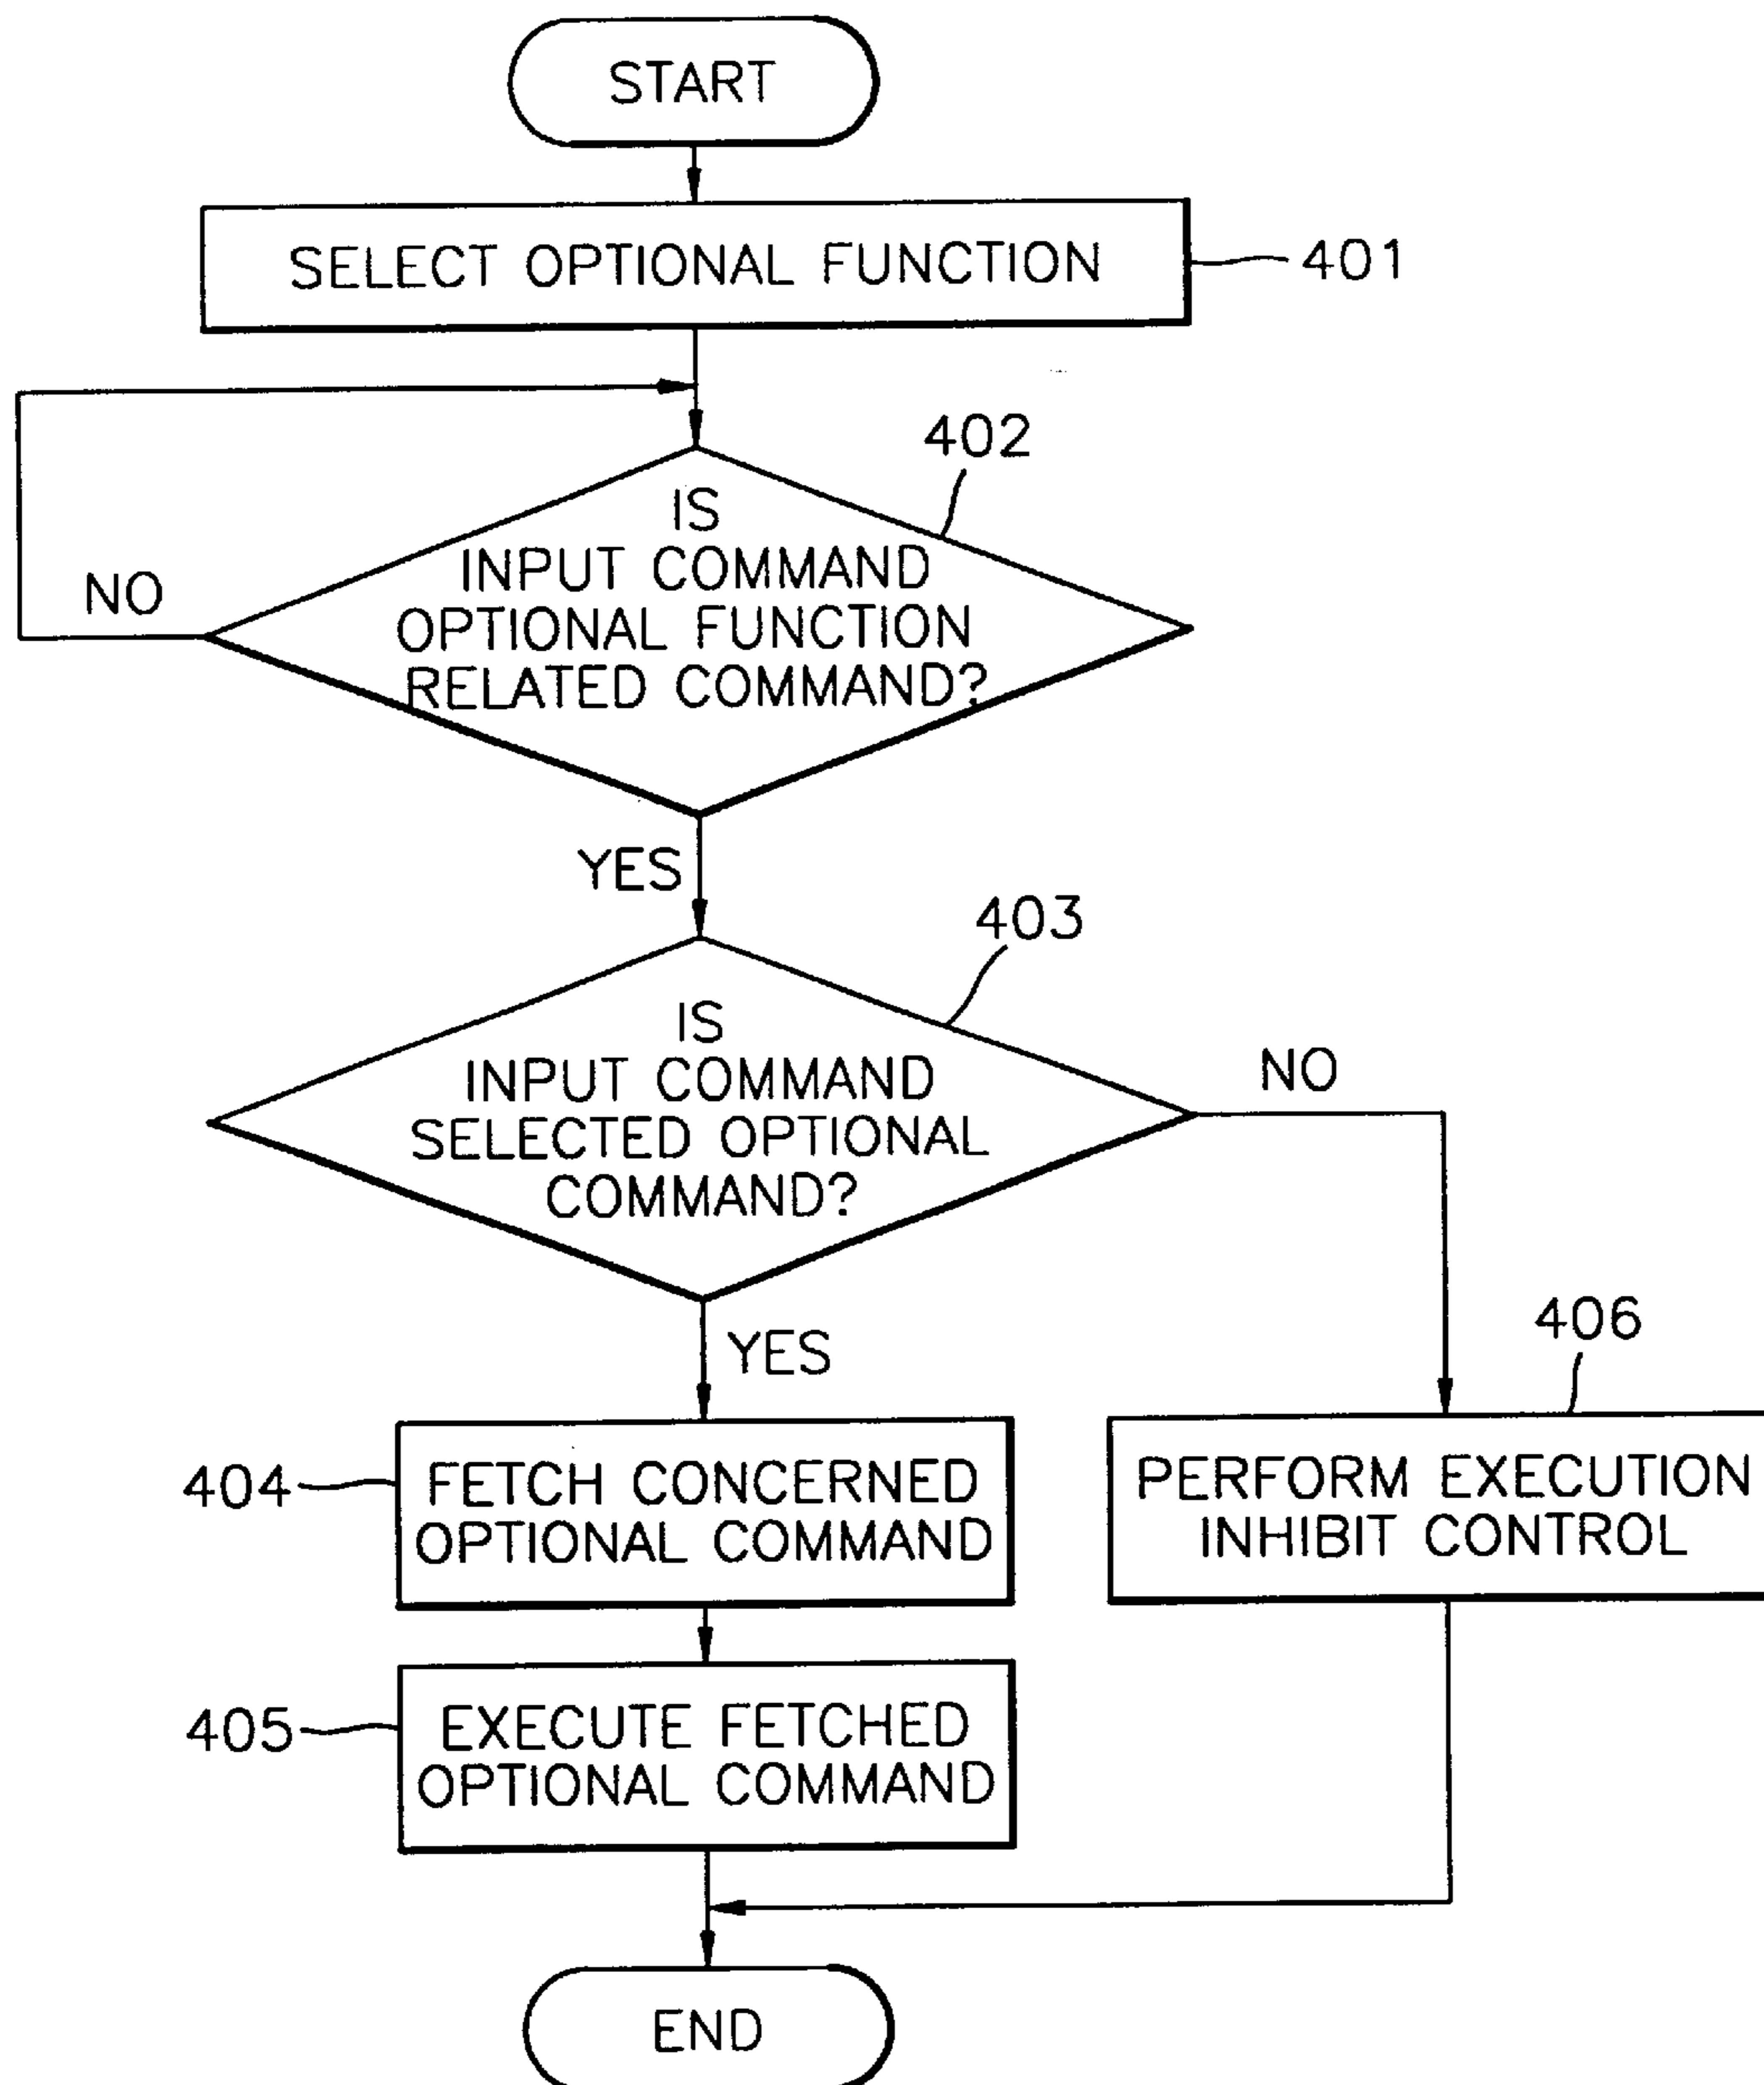 START
SELECT OPTIONAL FUNCTION
401
402
IS
INPUT COMMAND
OPTIONAL FUNCTION
RELATED COMMAND?
NO
YES
403
IS
INPUT COMMAND
SELECTED OPTIONAL
COMMAND?
NO
YES
406
404
FETCH CONCERNED
OPTIONAL COMMAND
PERFORM EXECUTION
INHIBIT CONTROL
405
EXECUTE FETCHED
OPTIONAL COMMAND
END